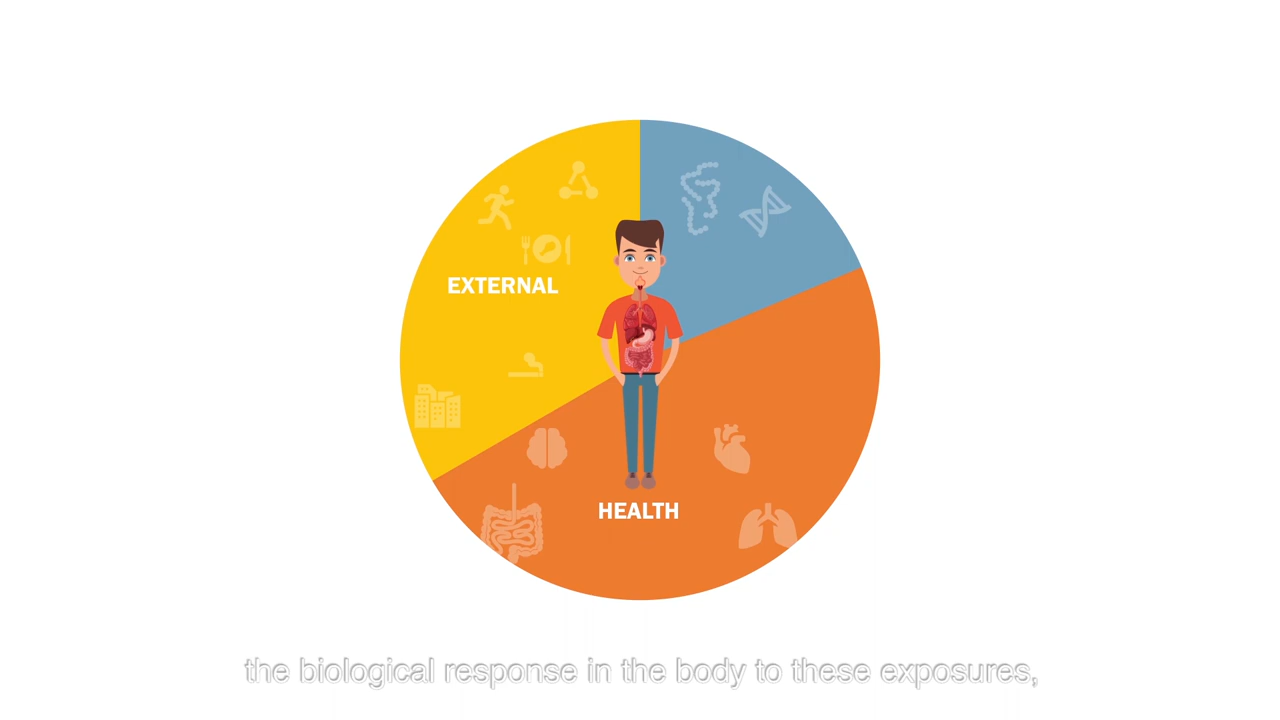 EXTERNAL
HEALTH
the biological response in the body to these exposures,